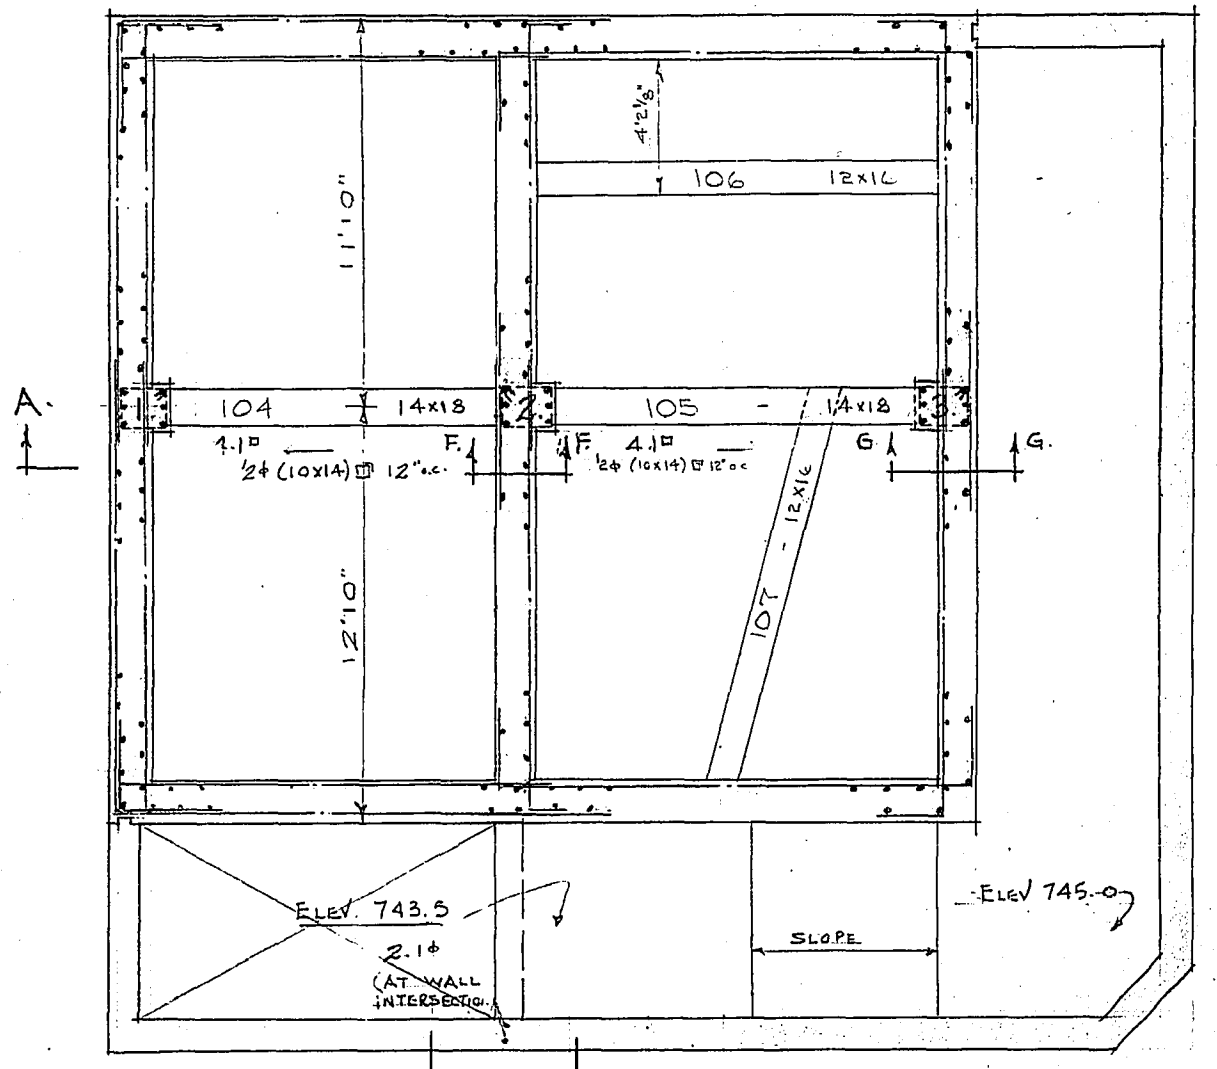 4'2⅛"
106 12x16
11'10"
A.
1
104 14x18
2
105 - 14x18
3
4.1□
½φ (10x14) □ 12" o.c.
F. F.
4.1□
½φ (10x14) □ 12" o.c
G. G.
107 - 12x16
12'10"
ELEV. 743.5
2.1φ
(AT WALL
INTERSECTION.
SLOPE
ELEV 745.0